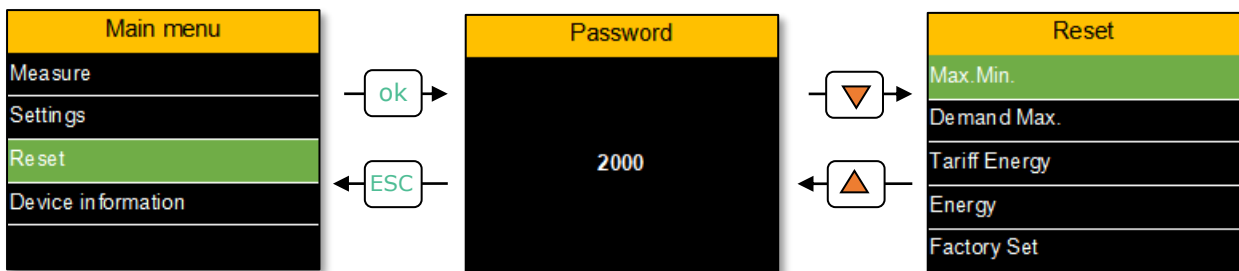 Main menu
Measure
Settings
Reset
Device information
ok
ESC
Password
2000
Reset
Max.Min.
Demand Max.
Tariff Energy
Energy
Factory Set